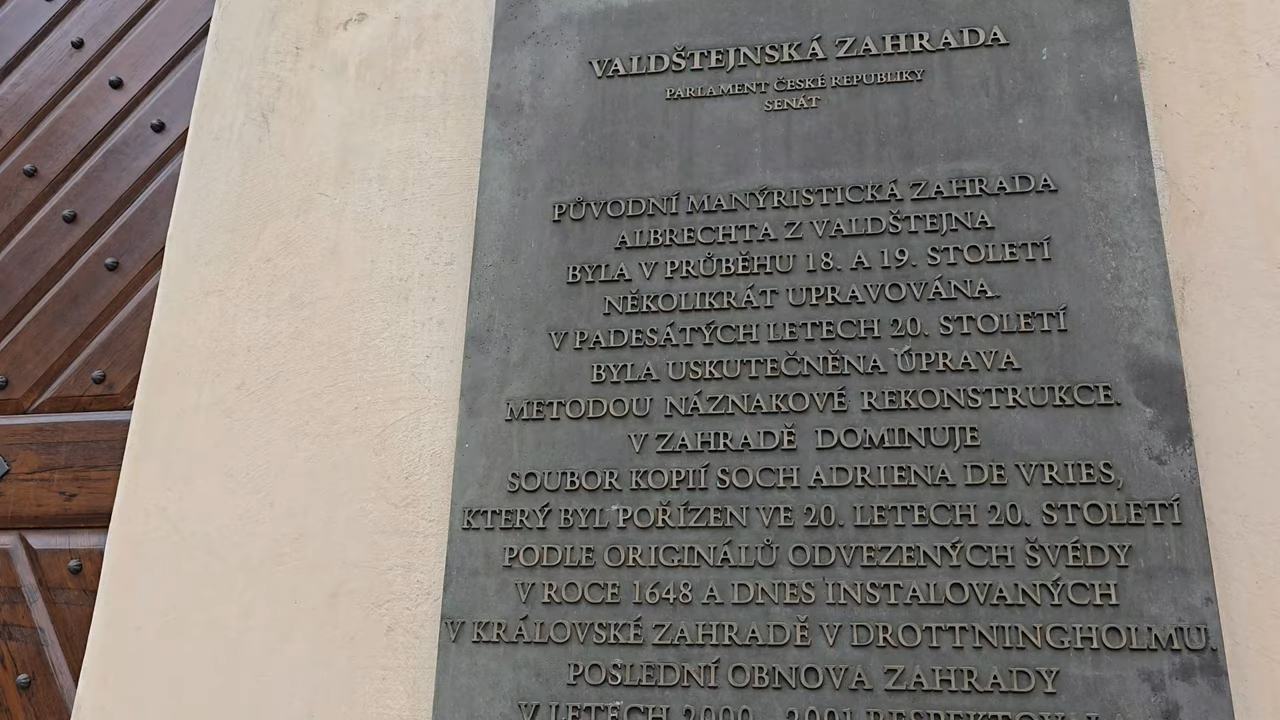 VALDŠTEJNSKÁ ZAHRADA
PARLAMENT ČESKÉ REPUBLIKY
SENÁT
PŮVODNÍ MANÝRISTICKÁ ZAHRADA
ALBRECHTA Z VALDŠTEJNA
BYLA V PRŮBĚHU 18. A 19. STOLETÍ
NĚKOLIKRÁT UPRAVOVÁNA.
V PADESÁTÝCH LETECH 20. STOLETÍ
BYLA USKUTEČNĚNA ÚPRAVA
METODOU NÁZNAKOVÉ REKONSTRUKCE.
V ZAHRADĚ DOMINUJE
SOUBOR KOPIÍ SOCH ADRIENA DE VRIES,
KTERÝ BYL POŘÍZEN VE 20. LETECH 20. STOLETÍ
PODLE ORIGINÁLŮ ODVEZENÝCH ŠVÉDY
V ROCE 1648 A DNES INSTALOVANÝCH
V KRÁLOVSKÉ ZAHRADĚ V DROTTNINGHOLMU.
POSLEDNÍ OBNOVA ZAHRADY
V LETECH 2000 - 2001 RESPEKTOVALA